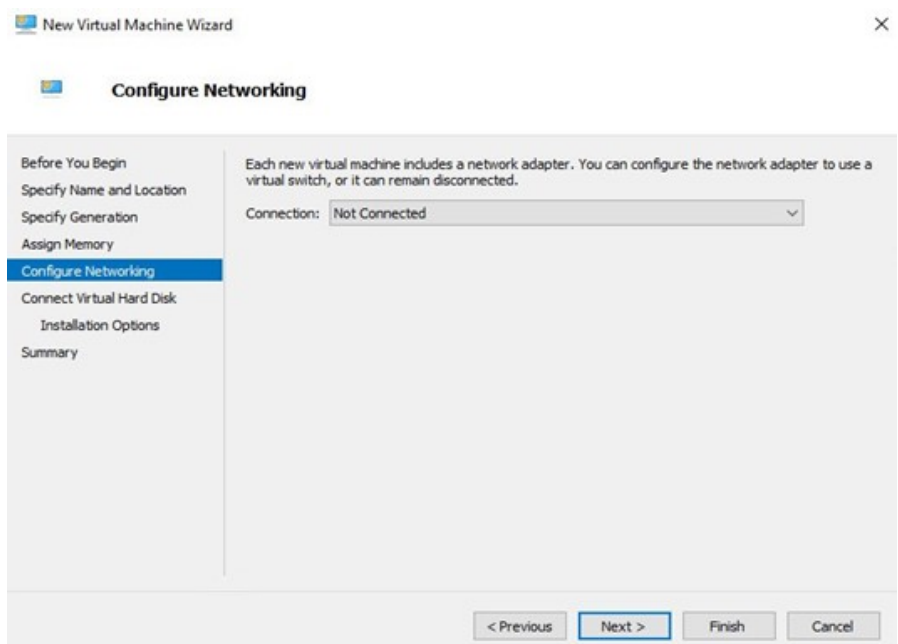 New Virtual Machine Wizard
Configure Networking
Before You Begin
Specify Name and Location
Specify Generation
Assign Memory
Configure Networking
Connect Virtual Hard Disk
Installation Options
Summary
Each new virtual machine includes a network adapter. You can configure the network adapter to use a
virtual switch, or it can remain disconnected.
Connection: Not Connected
< Previous Next > Finish Cancel